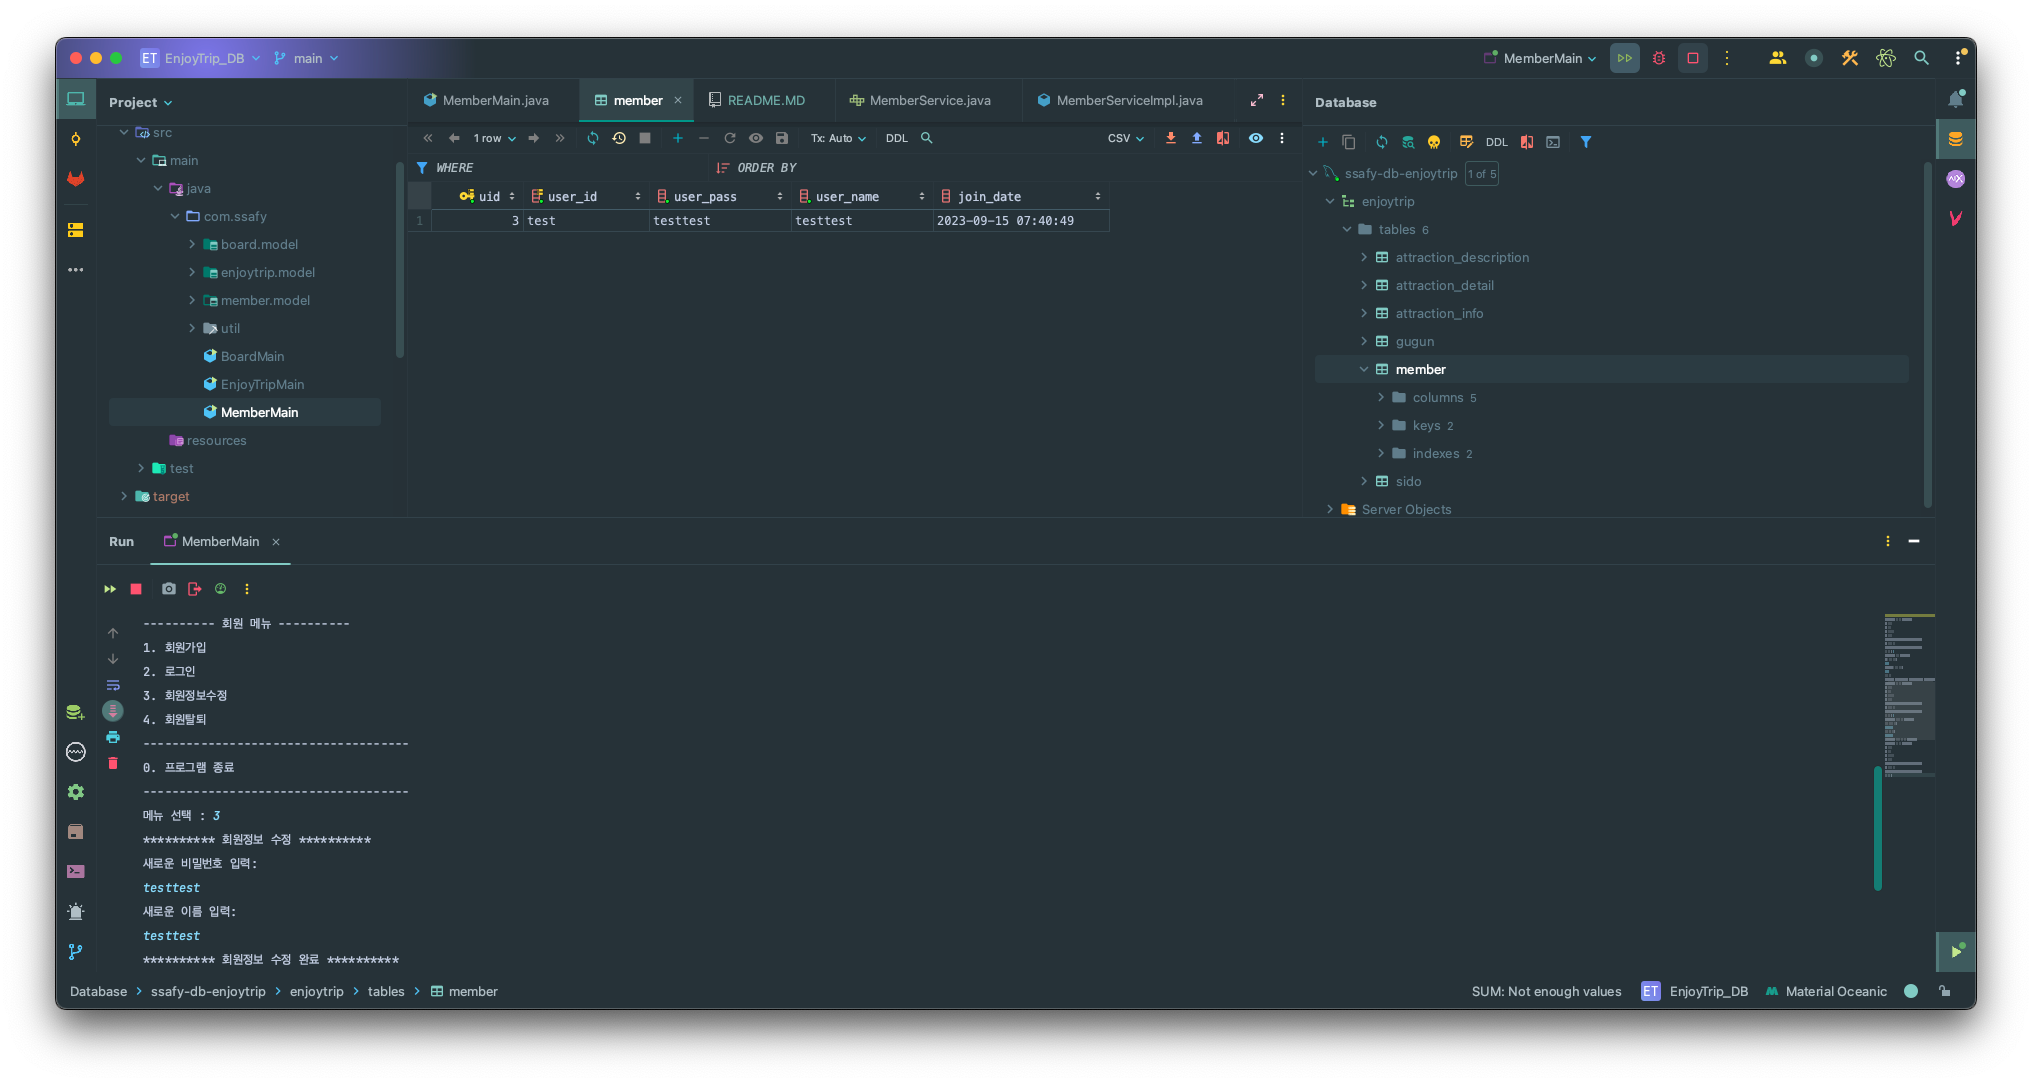 ET EnjoyTrip_DB main MemberMain
Project
src
main
java
com.ssafy
board.model
enjoytrip.model
member.model
util
BoardMain
EnjoyTripMain
MemberMain
resources
test
target
MemberMain.java member README.MD MemberService.java MemberServiceImpl.java
1 row Tx: Auto DDL CSV
WHERE ORDER BY
uid user_id user_pass user_name join_date
1 3 test testtest testtest 2023-09-15 07:40:49
Database
DDL
ssafy-db-enjoytrip 1 of 5
enjoytrip
tables 6
attraction_description
attraction_detail
attraction_info
gugun
member
columns 5
keys 2
indexes 2
sido
Server Objects
Run MemberMain
---------- 회원 메뉴 ----------
1. 회원가입
2. 로그인
3. 회원정보수정
4. 회원탈퇴
-------------------------------------
0. 프로그램 종료
-------------------------------------
메뉴 선택 : 3
********** 회원정보 수정 **********
새로운 비밀번호 입력:
testtest
새로운 이름 입력:
testtest
********** 회원정보 수정 완료 **********
Database ssafy-db-enjoytrip enjoytrip tables member
SUM: Not enough values ET EnjoyTrip_DB Material Oceanic